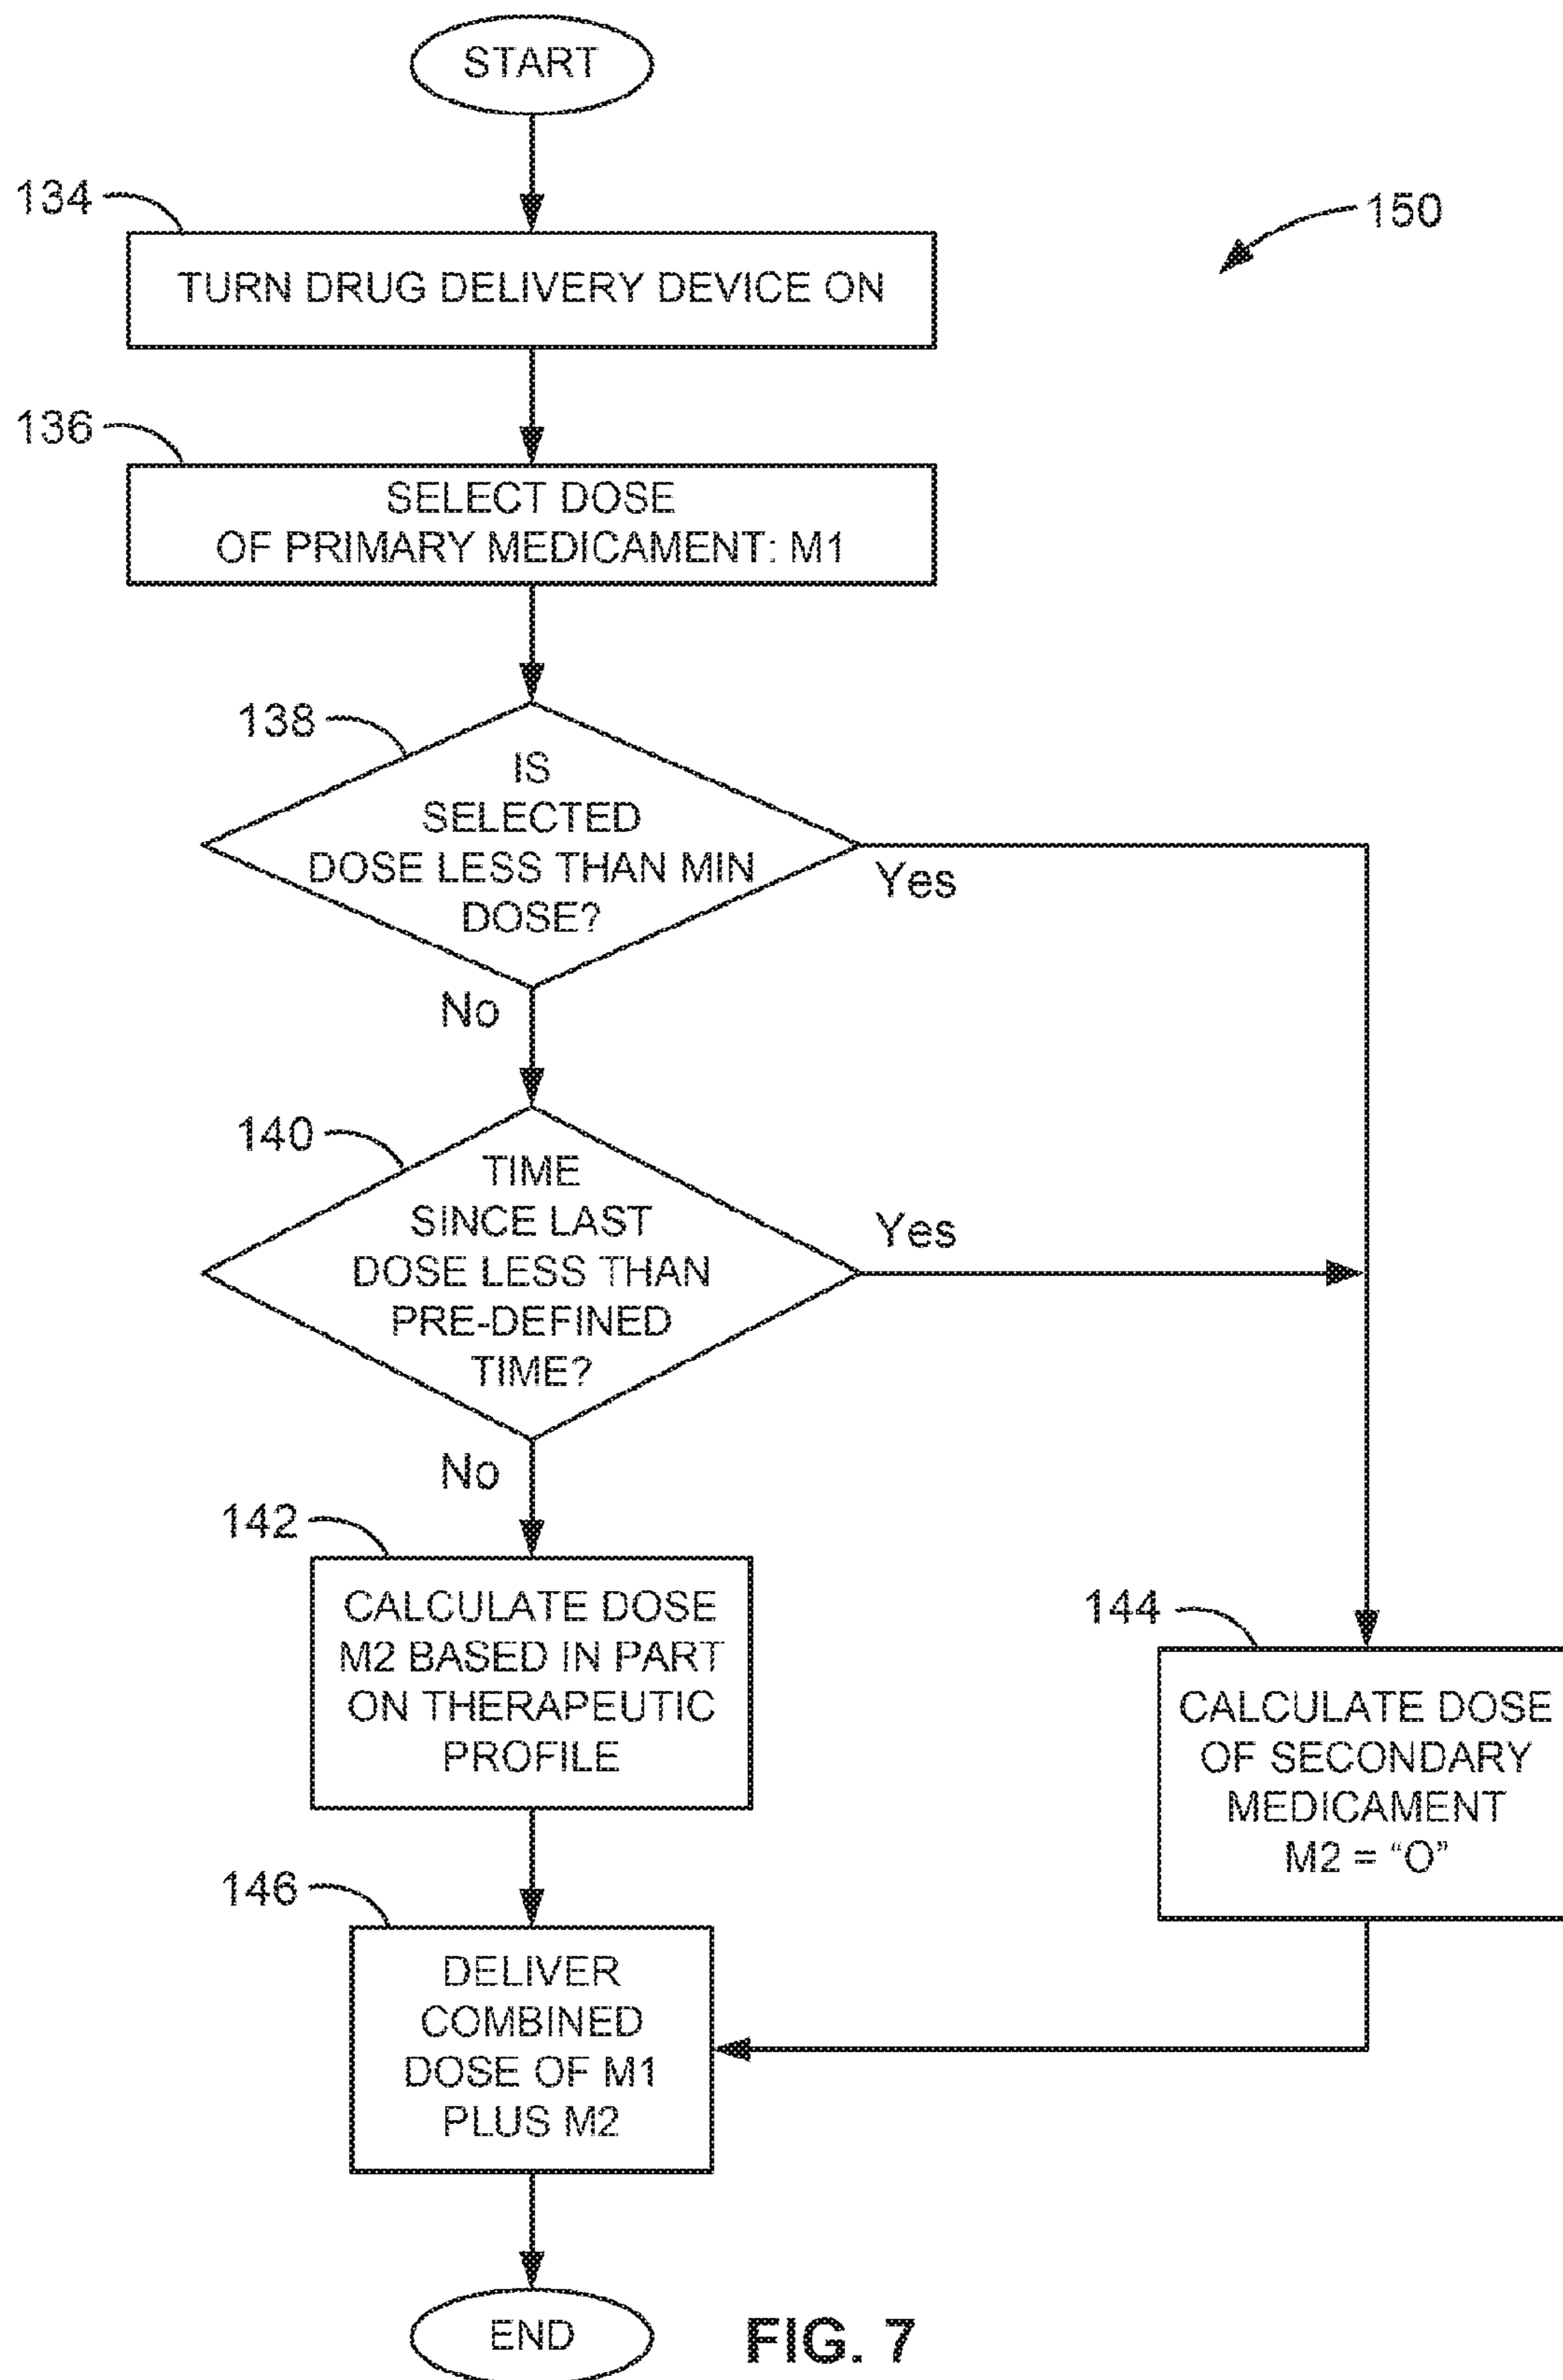 START
134
150
TURN DRUG DELIVERY DEVICE ON
136
SELECT DOSE
OF PRIMARY MEDICAMENT: M1
138
IS
SELECTED
DOSE LESS THAN MIN
DOSE?
Yes
No
140
TIME
SINCE LAST
DOSE LESS THAN
PRE-DEFINED
TIME?
Yes
No
142
CALCULATE DOSE
M2 BASED IN PART
ON THERAPEUTIC
PROFILE
144
CALCULATE DOSE
OF SECONDARY
MEDICAMENT
M2 = “O”
146
DELIVER
COMBINED
DOSE OF M1
PLUS M2
END
FIG. 7